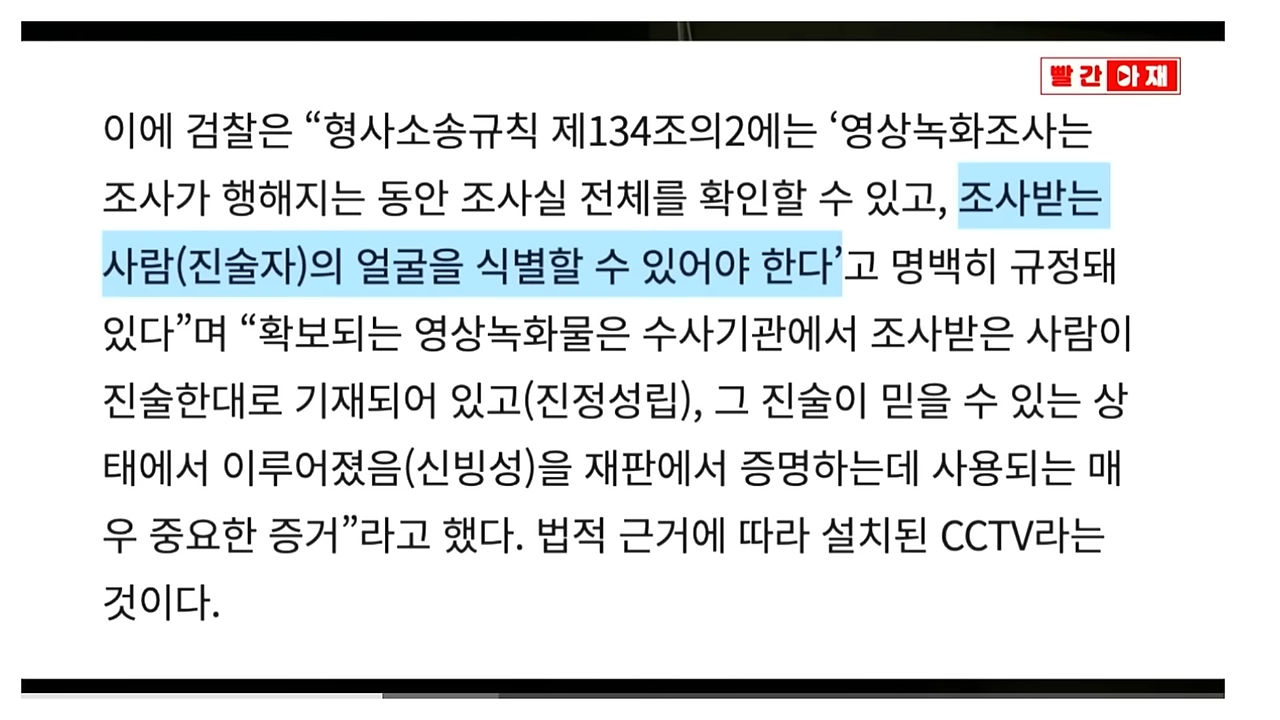 빨간아재
이에 검찰은 “형사소송규칙 제134조의2에는 ‘영상녹화조사는
조사가 행해지는 동안 조사실 전체를 확인할 수 있고, 조사받는
사람(진술자)의 얼굴을 식별할 수 있어야 한다’고 명백히 규정돼
있다”며 “확보되는 영상녹화물은 수사기관에서 조사받은 사람이
진술한대로 기재되어 있고(진정성립), 그 진술이 믿을 수 있는 상
태에서 이루어졌음(신빙성)을 재판에서 증명하는데 사용되는 매
우 중요한 증거”라고 했다. 법적 근거에 따라 설치된 CCTV라는
것이다.